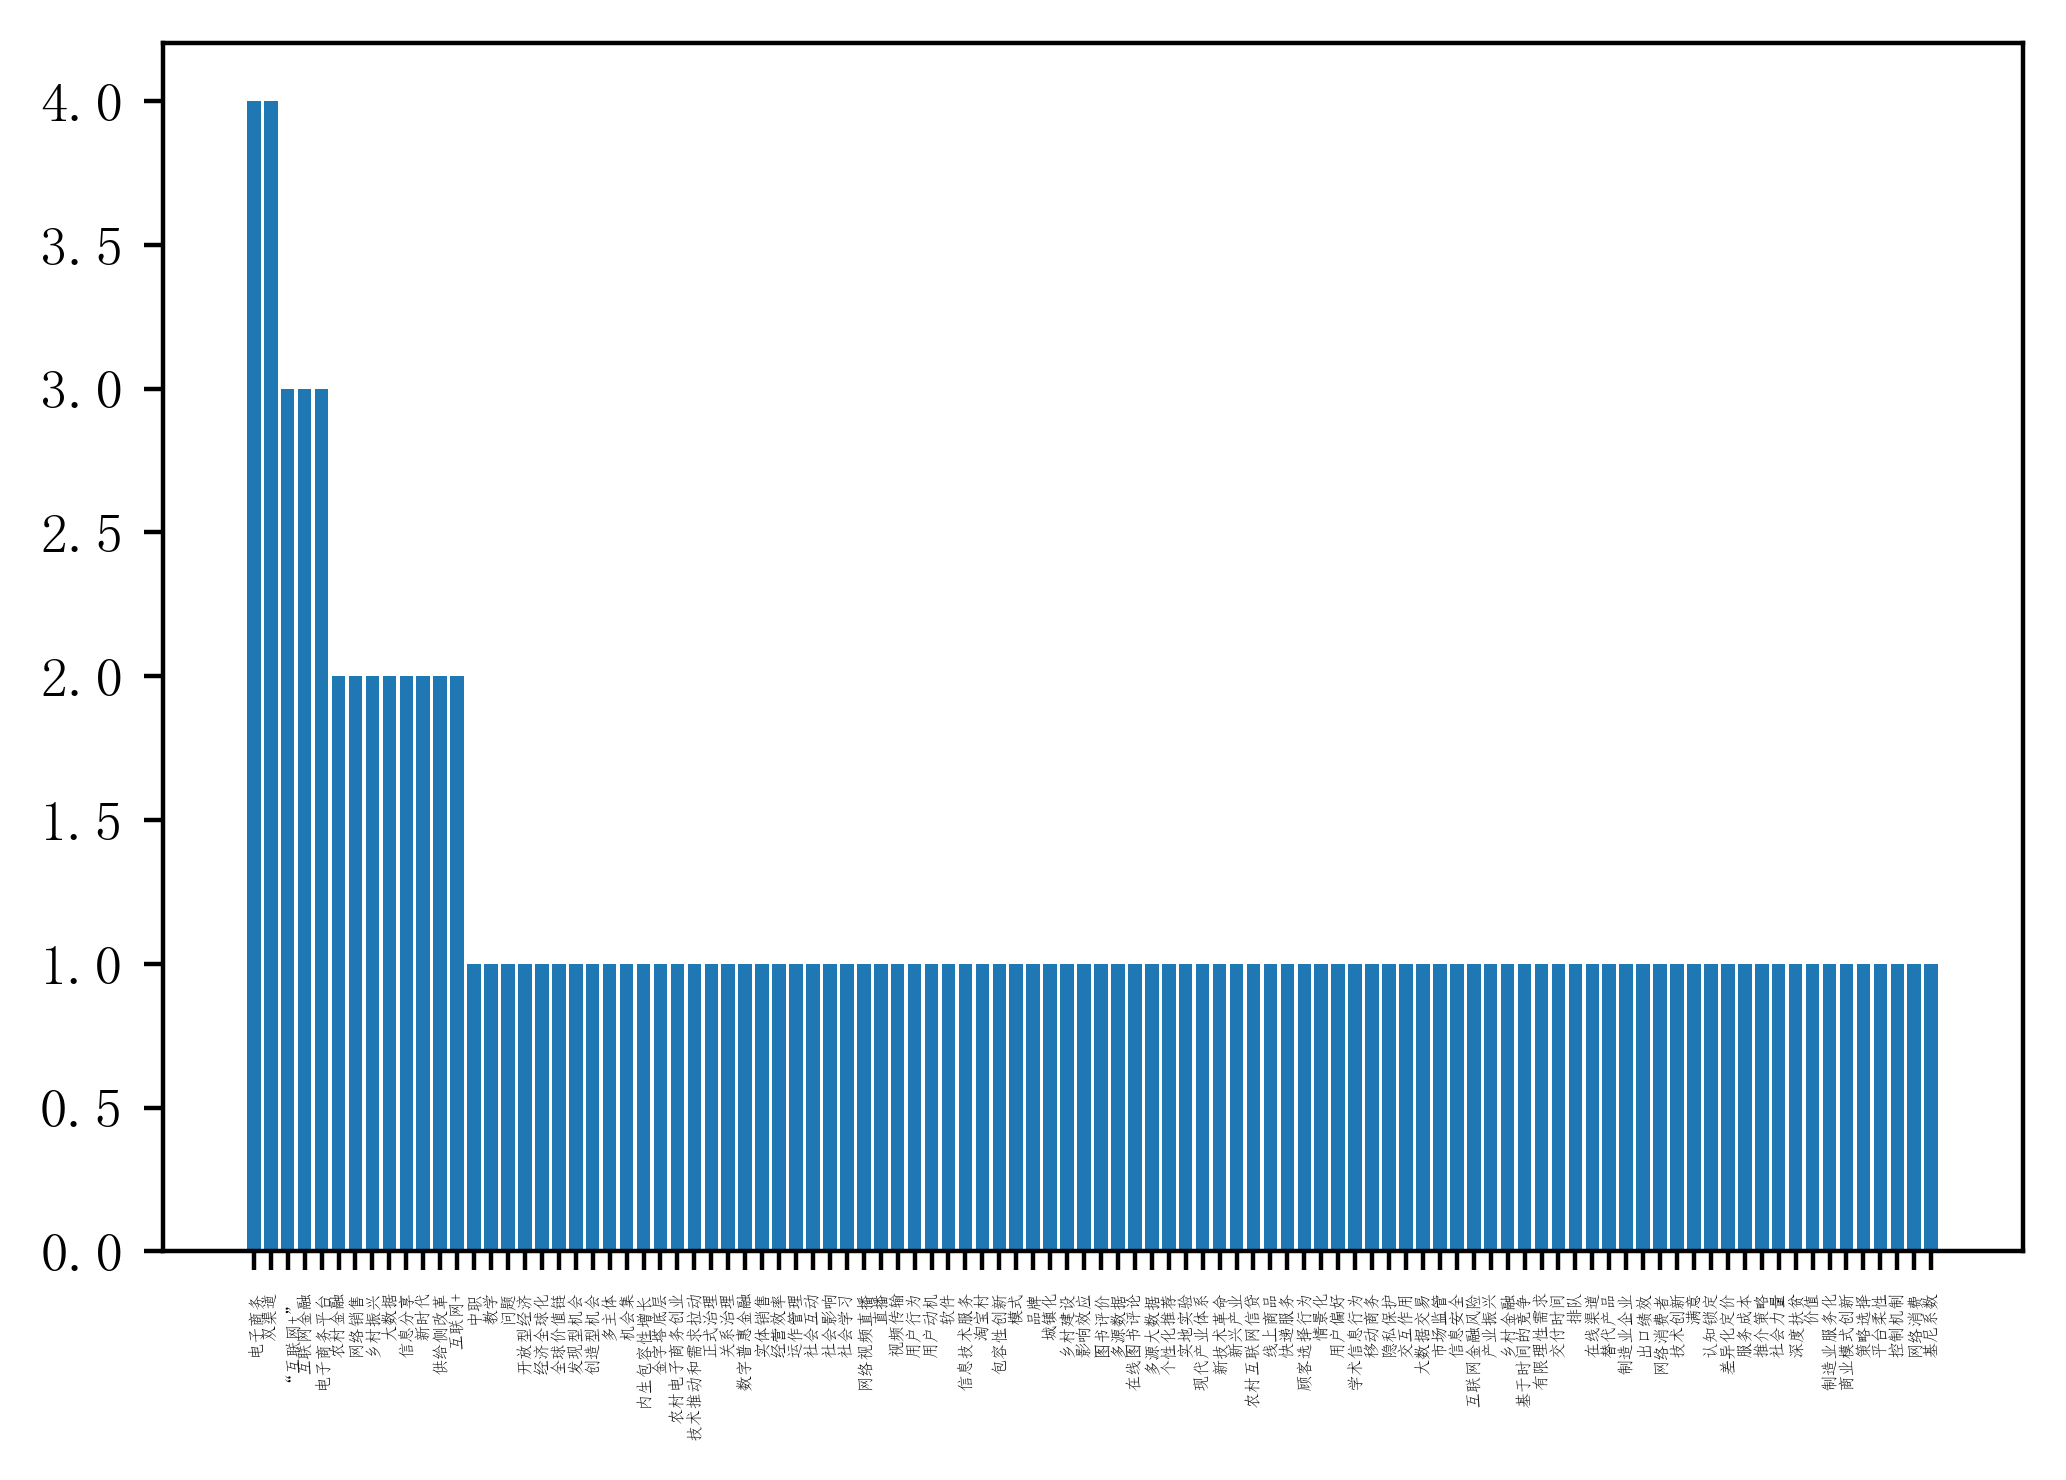 4.0
3.5
3.0
2.5
2.0
1.5
1.0
0.5
0.0
电子商务
双渠道
“互联网+”
互联网金融
电子商务平台
农村金融
网络销售
乡村振兴
大数据
信息分享
新时代
供给侧改革
互联网+
中职
教学
问题
开放型经济
经济全球化
全球价值链
发现型机会
创造型机会
多主体
机会集
内生包容性增长
金字塔底层
农村电子商务创业
技术推动和需求拉动
正式治理
关系治理
数字普惠金融
实体销售
经营效率
运作管理
社会互动
社会影响
社会学习
网络视频直播
直播
视频传输
用户行为
用户动机
软件
信息技术服务
淘宝村
包容性创新
模式
品牌
城镇化
乡村建设
影响效应
图书评价
多源数据
在线图书评论
多源大数据
个性化推荐
实地实验
现代产业体系
新技术革命
新兴产业
农村互联网信贷
线上商品
快递服务
顾客选择行为
情景化
用户偏好
学术信息行为
移动商务
隐私保护
交互作用
大数据交易
市场监管
信息安全
互联网金融风险
产业振兴
乡村金融
基于时间的竞争
有限理性需求
交付时间
排队
在线渠道
替代产品
制造业企业
出口绩效
网络消费者
技术创新
满意
认知锁定
差异化定价
服务成本
推介策略
社会力量
深度扶贫
价值
制造业服务化
商业模式创新
策略选择
平台柔性
控制机制
网络消费
基尼系数